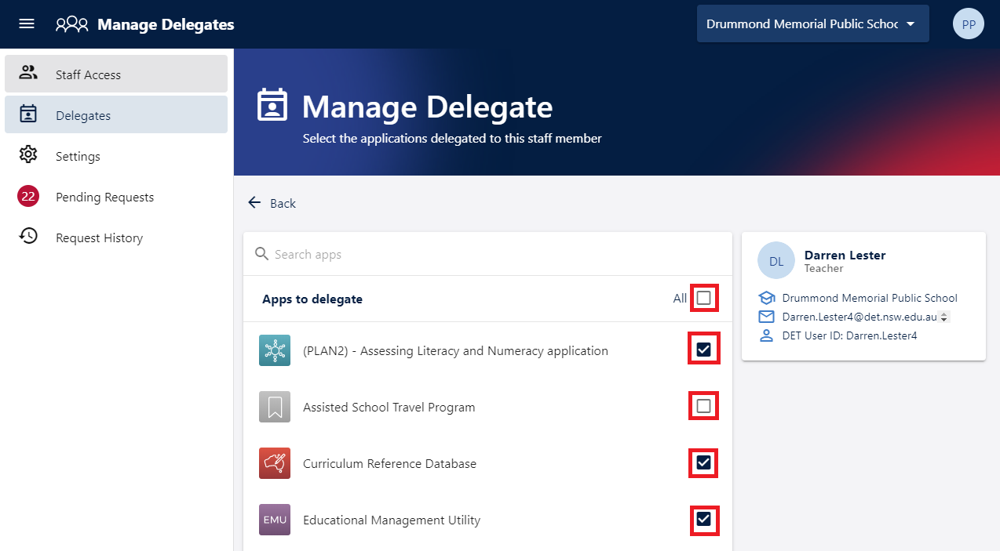 Manage Delegates
Drummond Memorial Public Schoo
PP
Staff Access
Delegates
Settings
22 Pending Requests
Request History
Manage Delegate
Select the applications delegated to this staff member
Back
Search apps
Apps to delegate
All
(PLAN2) - Assessing Literacy and Numeracy application
Assisted School Travel Program
Curriculum Reference Database
EMU Educational Management Utility
DL
Darren Lester
Teacher
Drummond Memorial Public School
Darren.Lester4@det.nsw.edu.au
DET User ID: Darren.Lester4